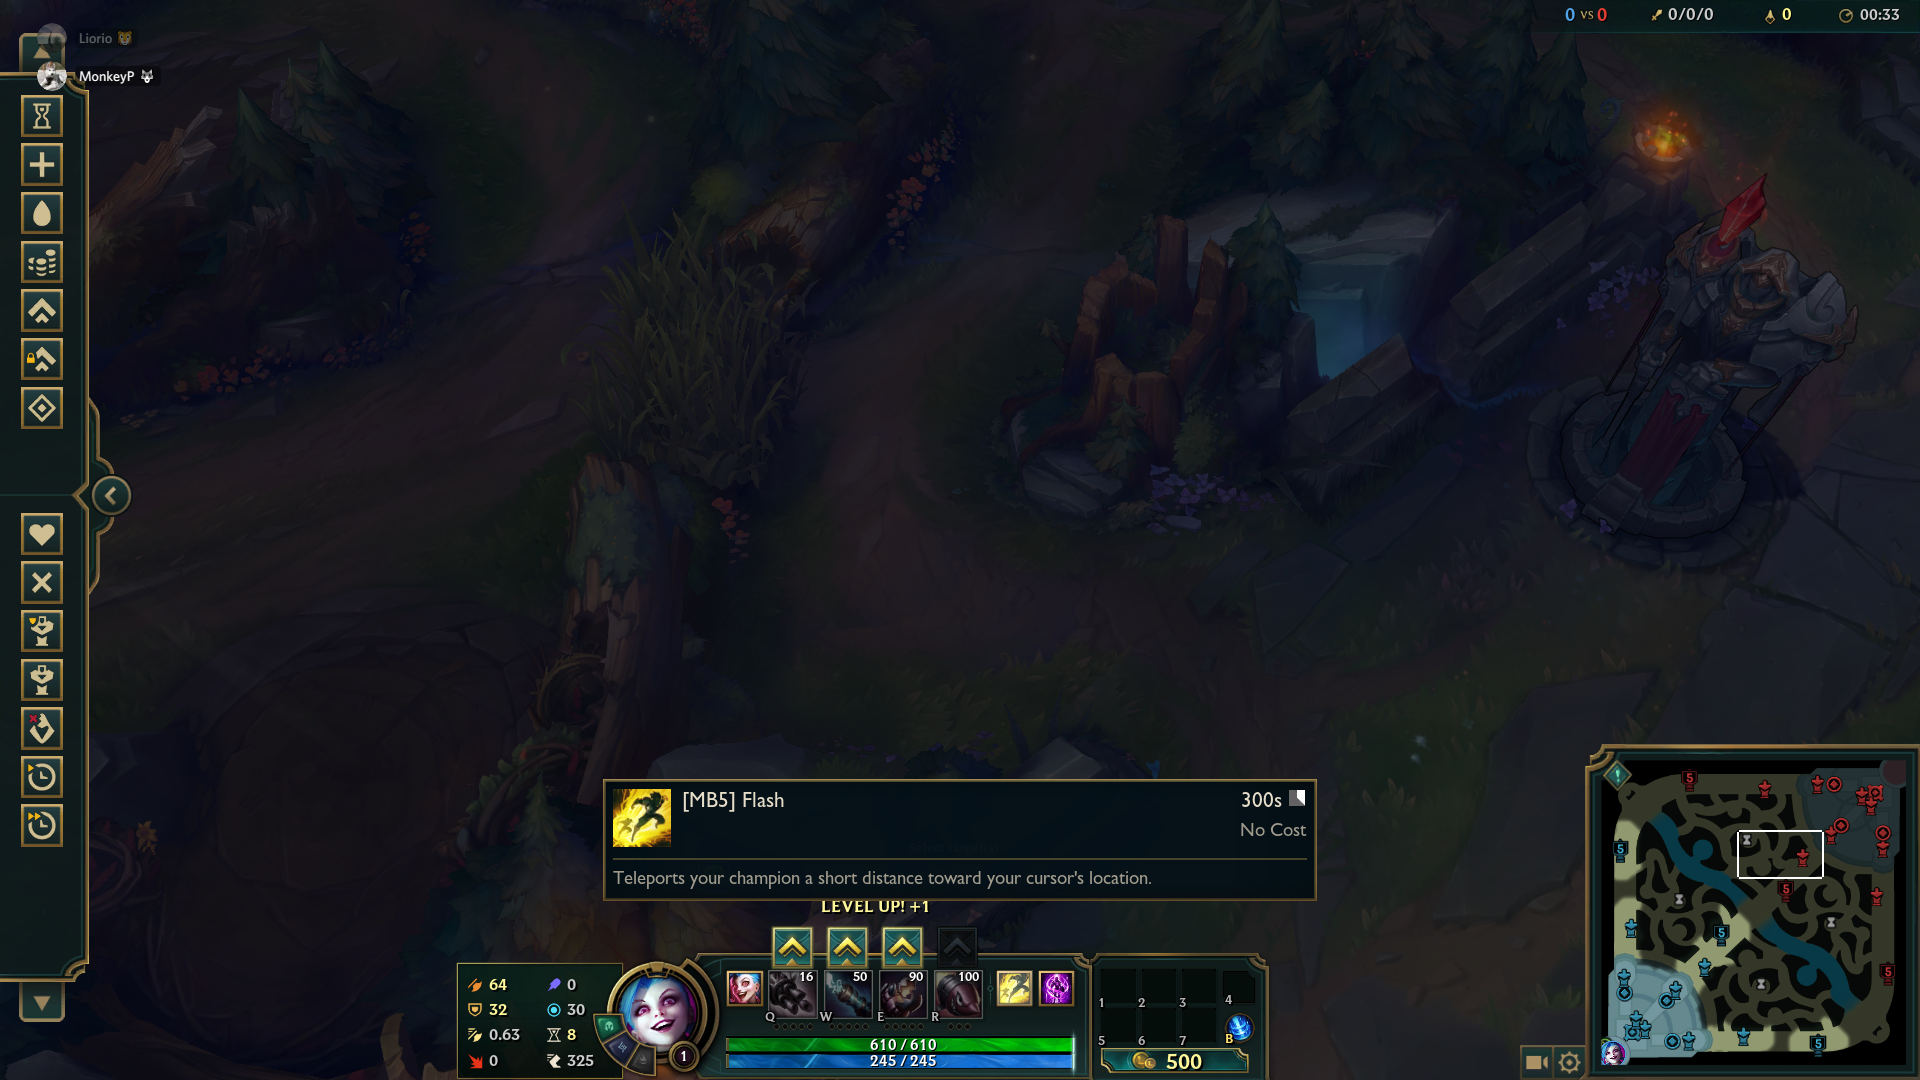 0 vs 0 0/0/0 0 00:33
Liorio
MonkeyP
[MB5] Flash
300s
No Cost
Teleports your champion a short distance toward your cursor's location.
LEVEL UP! +1
64 0
32 30
0.63 8
0 325
1
16 50 90 100
Q W E R
610 / 610
245 / 245
1 2 3 4
5 6 7 B
500
5
5
5
5
5
5